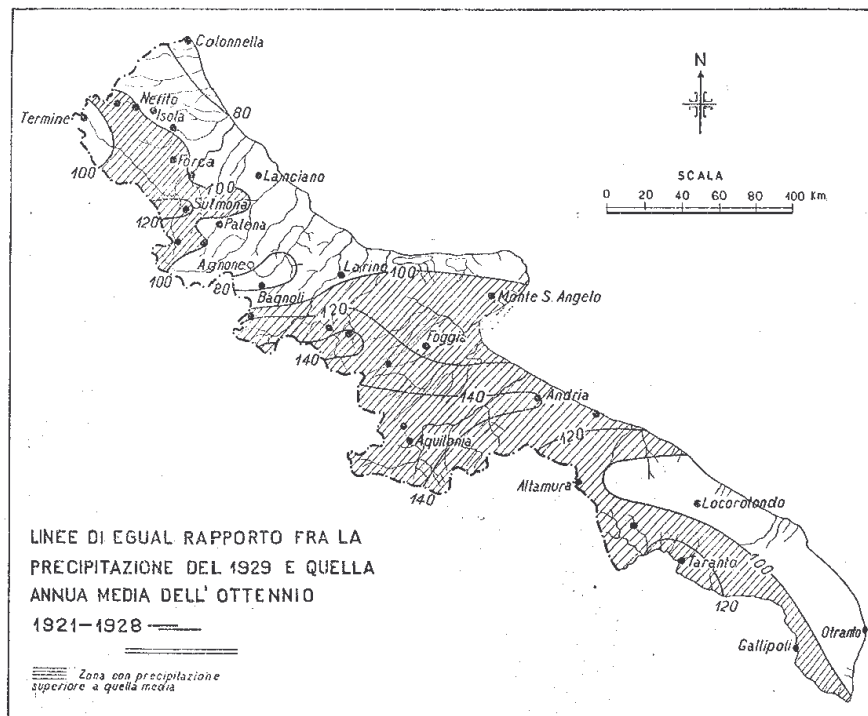 Colonnella
N
80
Nerito
Isola
Termine
SCALA
Forca
Lanciano
100
100
0 20 40 60 80 100 Km.
Sulmona
120
Palena
Agnone
Larino
100
100
80
Bagnoli
Monte S. Angelo
120
Foggia
140
140
Andria
120
Aquilonia
140
Altamura
Locorotondo
LINEE DI EGUAL RAPPORTO FRA LA
PRECIPITAZIONE DEL 1929 E QUELLA
ANNUA MEDIA DELL' OTTENNIO
1921-1928
Taranto
100
120
Otranto
Gallipoli
Zona con precipitazione
superiore a quella media